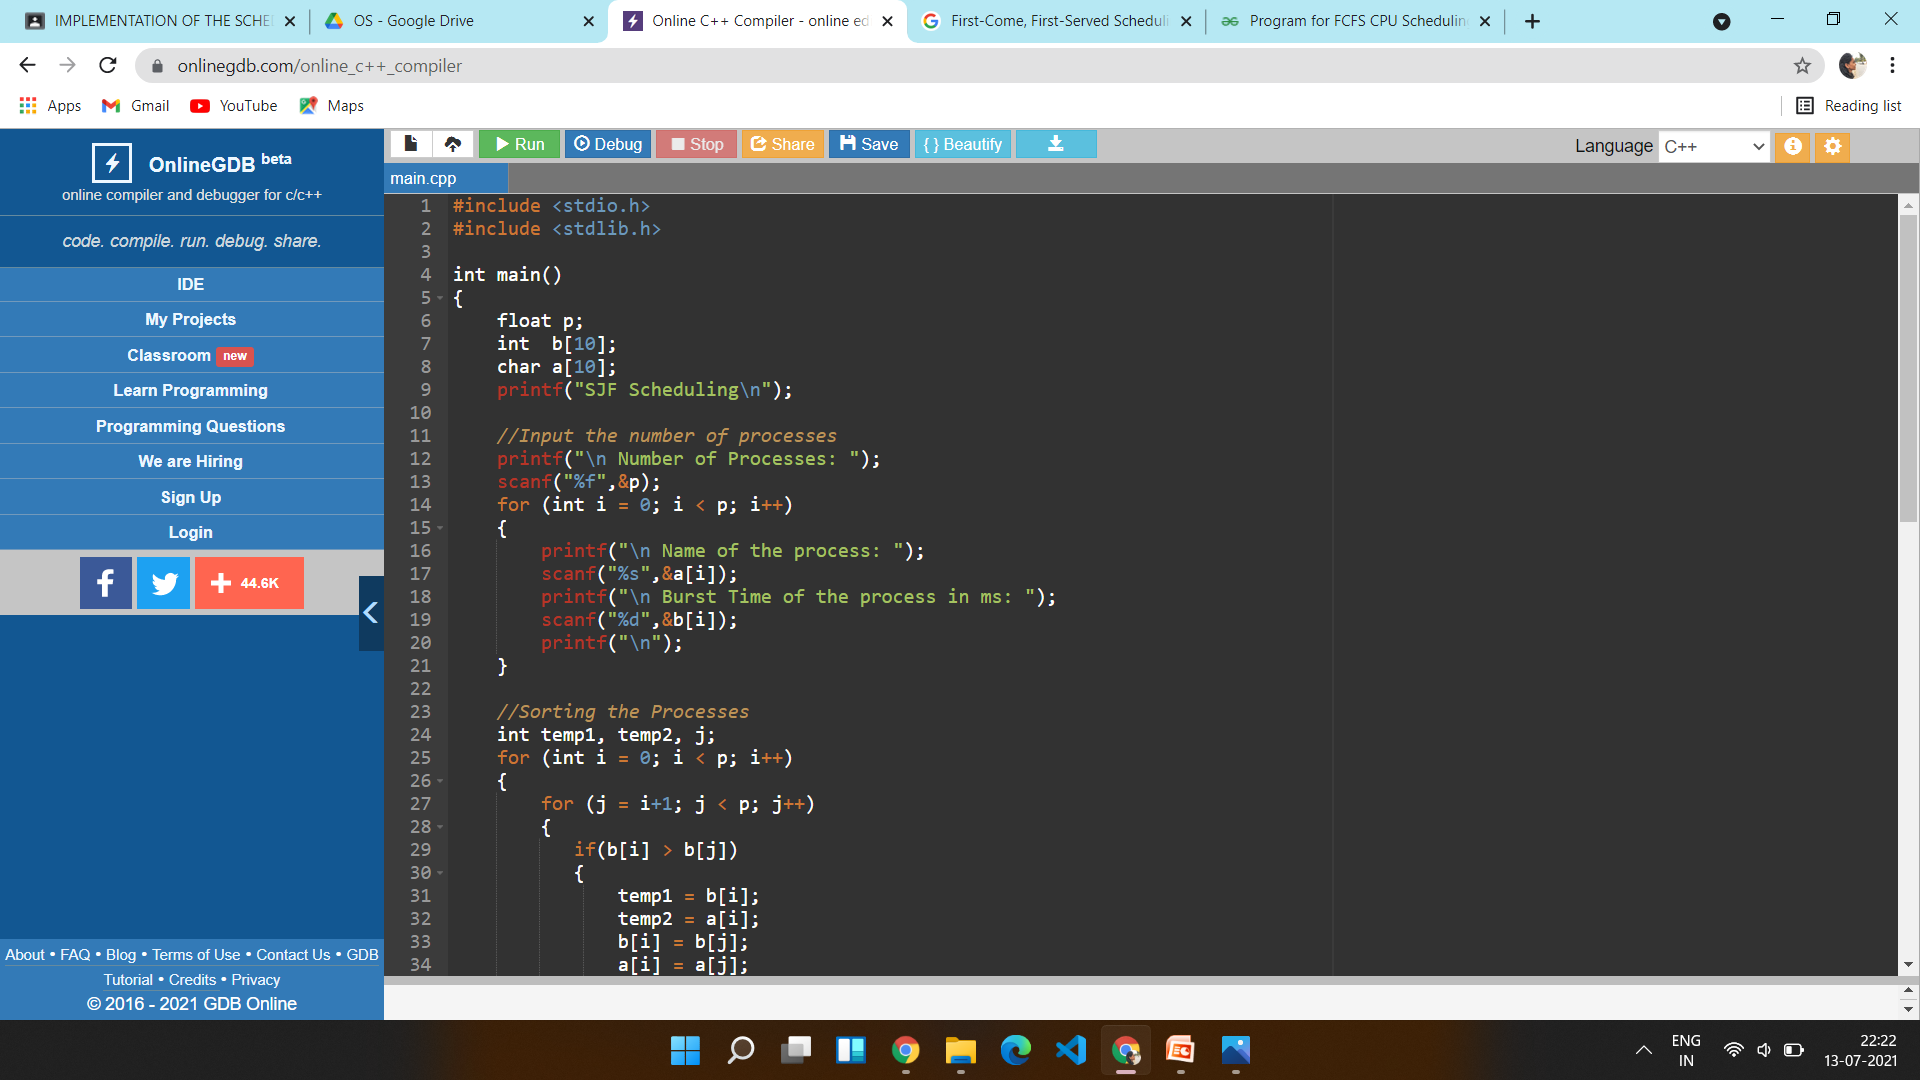 IMPLEMENTATION OF THE SCHE
OS - Google Drive
Online C++ Compiler - online ed
First-Come, First-Served Scheduli
Program for FCFS CPU Scheduling
onlinegdb.com/online_c++_compiler
Apps
Gmail
YouTube
Maps
Reading list
OnlineGDB beta
online compiler and debugger for c/c++
code. compile. run. debug. share.
IDE
My Projects
Classroom new
Learn Programming
Programming Questions
We are Hiring
Sign Up
Login
f
+ 44.6K
About • FAQ • Blog • Terms of Use • Contact Us • GDB
Tutorial • Credits • Privacy
© 2016 - 2021 GDB Online
Run
Debug
Stop
Share
Save
{ } Beautify
Language C++
main.cpp
1 #include <stdio.h>
2 #include <stdlib.h>
3
4 int main()
5 {
6 float p;
7 int  b[10];
8 char a[10];
9 printf("SJF Scheduling\n");
10
11 //Input the number of processes
12 printf("\n Number of Processes: ");
13 scanf("%f",&p);
14 for (int i = 0; i < p; i++)
15 {
16 printf("\n Name of the process: ");
17 scanf("%s",&a[i]);
18 printf("\n Burst Time of the process in ms: ");
19 scanf("%d",&b[i]);
20 printf("\n");
21 }
22
23 //Sorting the Processes
24 int temp1, temp2, j;
25 for (int i = 0; i < p; i++)
26 {
27 for (j = i+1; j < p; j++)
28 {
29 if(b[i] > b[j])
30 {
31 temp1 = b[i];
32 temp2 = a[i];
33 b[i] = b[j];
34 a[i] = a[j];
ENG
IN
22:22
13-07-2021